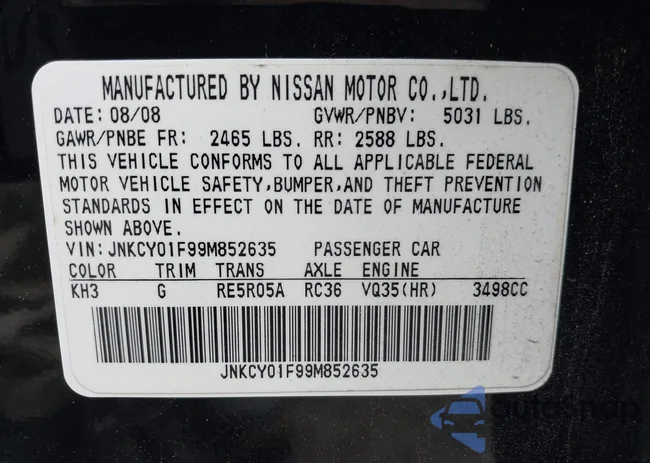 MANUFACTURED BY NISSAN MOTOR CO.,LTD.
DATE: 08/08 GVWR/PNBV: 5031 LBS.
GAWR/PNBE FR: 2465 LBS. RR: 2588 LBS.
THIS VEHICLE CONFORMS TO ALL APPLICABLE FEDERAL
MOTOR VEHICLE SAFETY,BUMPER,AND THEFT PREVENTION
STANDARDS IN EFFECT ON THE DATE OF MANUFACTURE
SHOWN ABOVE.
VIN: JNKCY01F99M852635 PASSENGER CAR
COLOR TRIM TRANS AXLE ENGINE
KH3 G RE5R05A RC36 VQ35(HR) 3498CC
JNKCY01F99M852635
autosnap